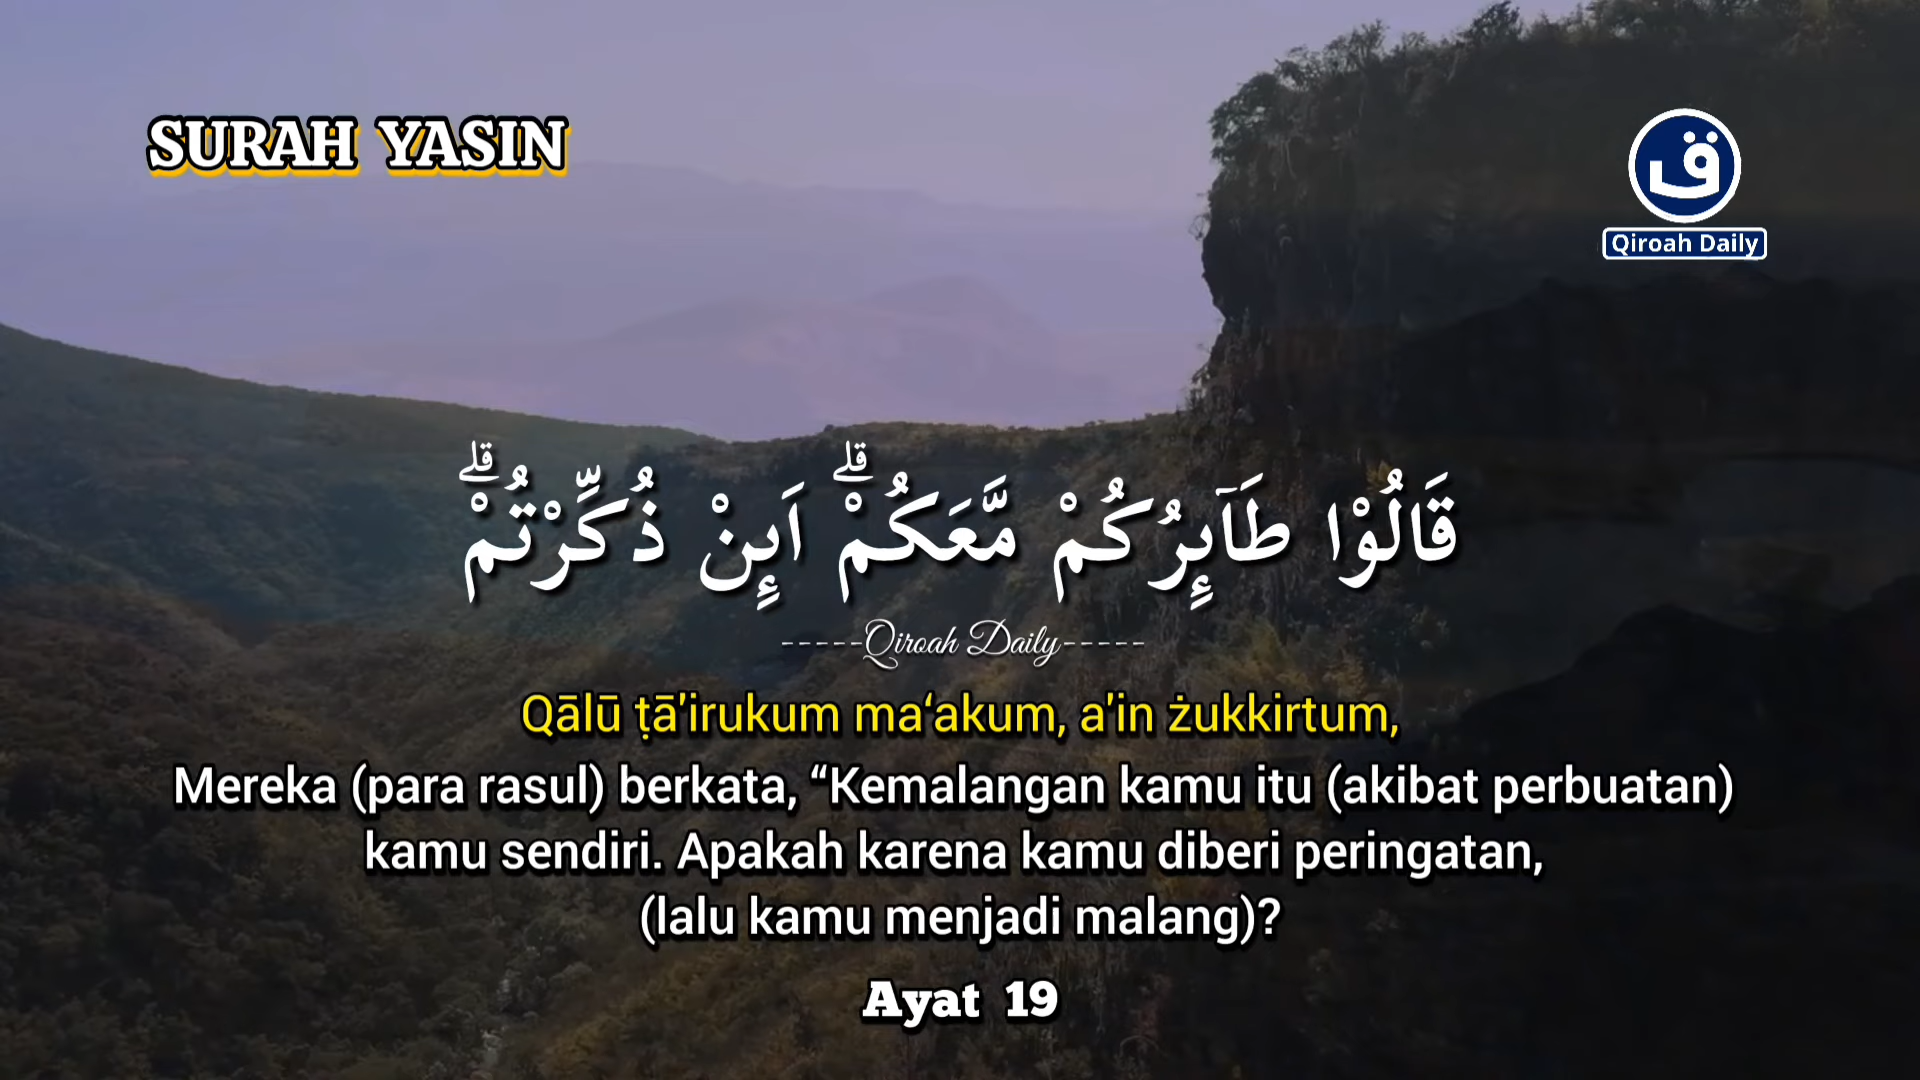 SURAH YASIN
ق
Qiroah Daily
قَالُوْا طَاۤىِٕرُكُمْ مَّعَكُمْۗ اَىِٕنْ ذُكِّرْتُمْۗ
-----Qiroah Daily-----
Qālū ṭā'irukum ma‘akum, a'in żukkirtum,
Mereka (para rasul) berkata, “Kemalangan kamu itu (akibat perbuatan)
kamu sendiri. Apakah karena kamu diberi peringatan,
(lalu kamu menjadi malang)?
Ayat 19